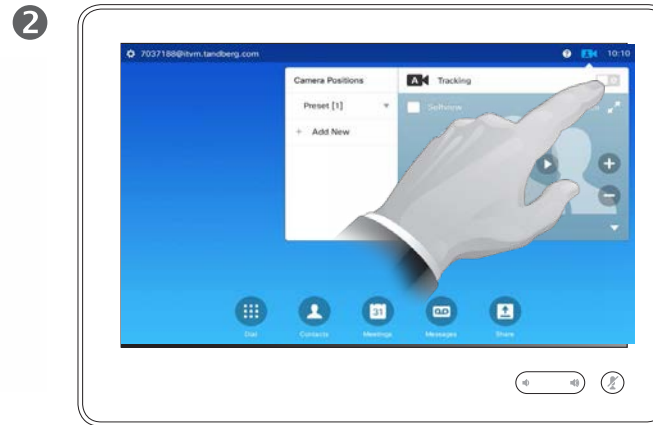 2
7037188@itvm.tandberg.com
10:10
Camera Positions
Tracking
Preset [1]
Selfview
+ Add New
Dial
Contacts
31
Meetings
Messages
Share